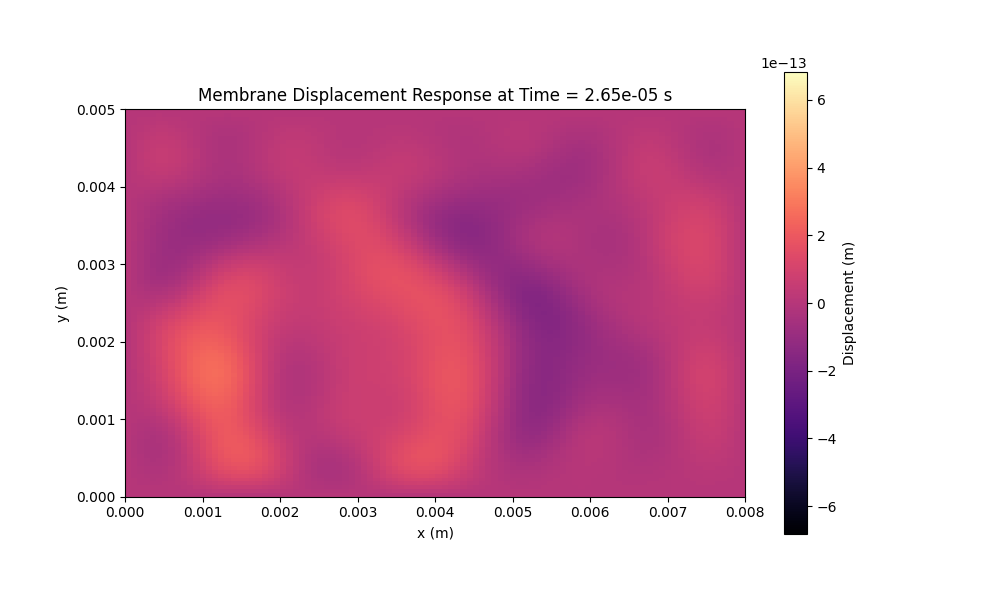 1e−13
Membrane Displacement Response at Time = 2.65e-05 s
0.005
0.004
0.003
0.002
0.001
0.000
y (m)
0.000 0.001 0.002 0.003 0.004 0.005 0.006 0.007 0.008
x (m)
6
4
2
0
−2
−4
−6
Displacement (m)